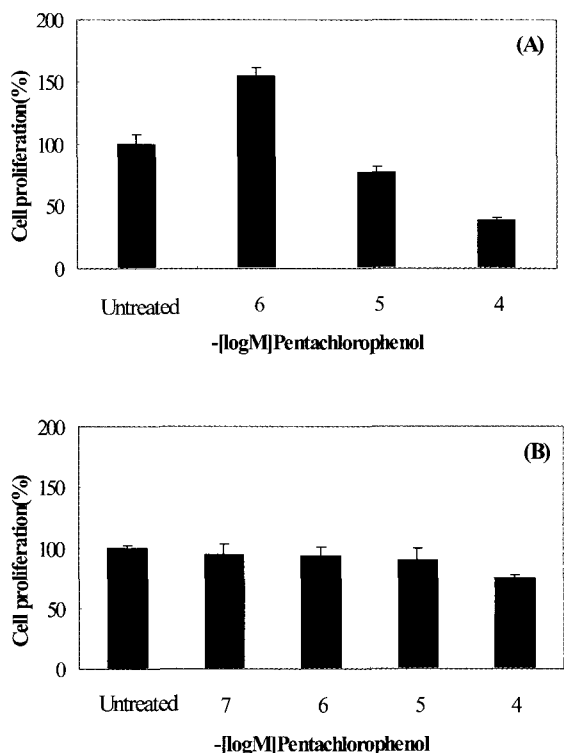 200
(A)
150
100
50
0
Cell proliferation(%)
Untreated 6 5 4
-[logM]Pentachlorophenol
200
(B)
150
100
50
0
Cell proliferation(%)
Untreated 7 6 5 4
-[logM]Pentachlorophenol